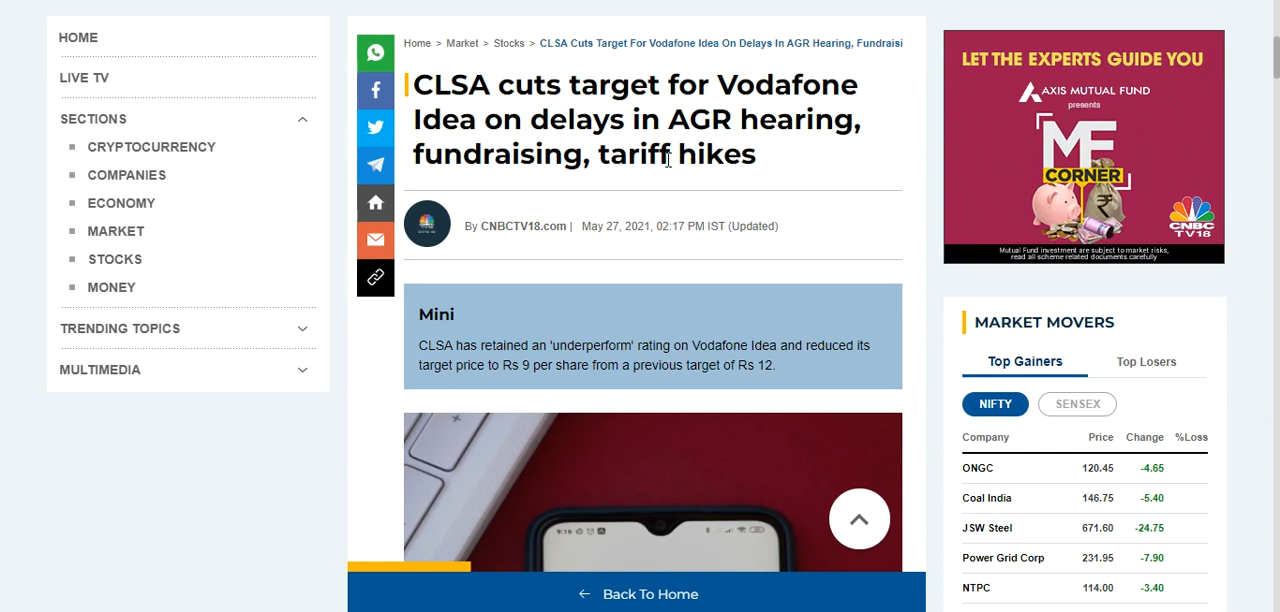 HOME
LIVE TV
SECTIONS
CRYPTOCURRENCY
COMPANIES
ECONOMY
MARKET
STOCKS
MONEY
TRENDING TOPICS
MULTIMEDIA
Home > Market > Stocks > CLSA Cuts Target For Vodafone Idea On Delays In AGR Hearing, Fundraisi
CLSA cuts target for Vodafone
Idea on delays in AGR hearing,
fundraising, tariff hikes
By CNBCTV18.com | May 27, 2021, 02:17 PM IST (Updated)
Mini
CLSA has retained an 'underperform' rating on Vodafone Idea and reduced its
target price to Rs 9 per share from a previous target of Rs 12.
9:16
Back To Home
LET THE EXPERTS GUIDE YOU
AXIS MUTUAL FUND
presents
MF
CORNER
CNBC
TV18
Mutual Fund investment are subject to market risks,
read all scheme related documents carefully
MARKET MOVERS
Top Gainers Top Losers
NIFTY SENSEX
Company Price Change %Loss
ONGC 120.45 -4.65
Coal India 146.75 -5.40
JSW Steel 671.60 -24.75
Power Grid Corp 231.95 -7.90
NTPC 114.00 -3.40